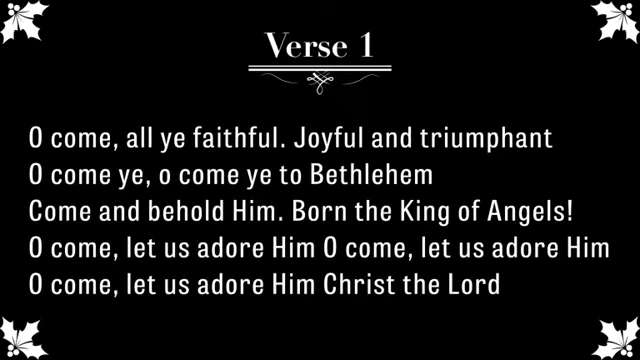 Verse 1
O come, all ye faithful. Joyful and triumphant
O come ye, o come ye to Bethlehem
Come and behold Him. Born the King of Angels!
O come, let us adore Him O come, let us adore Him
O come, let us adore Him Christ the Lord